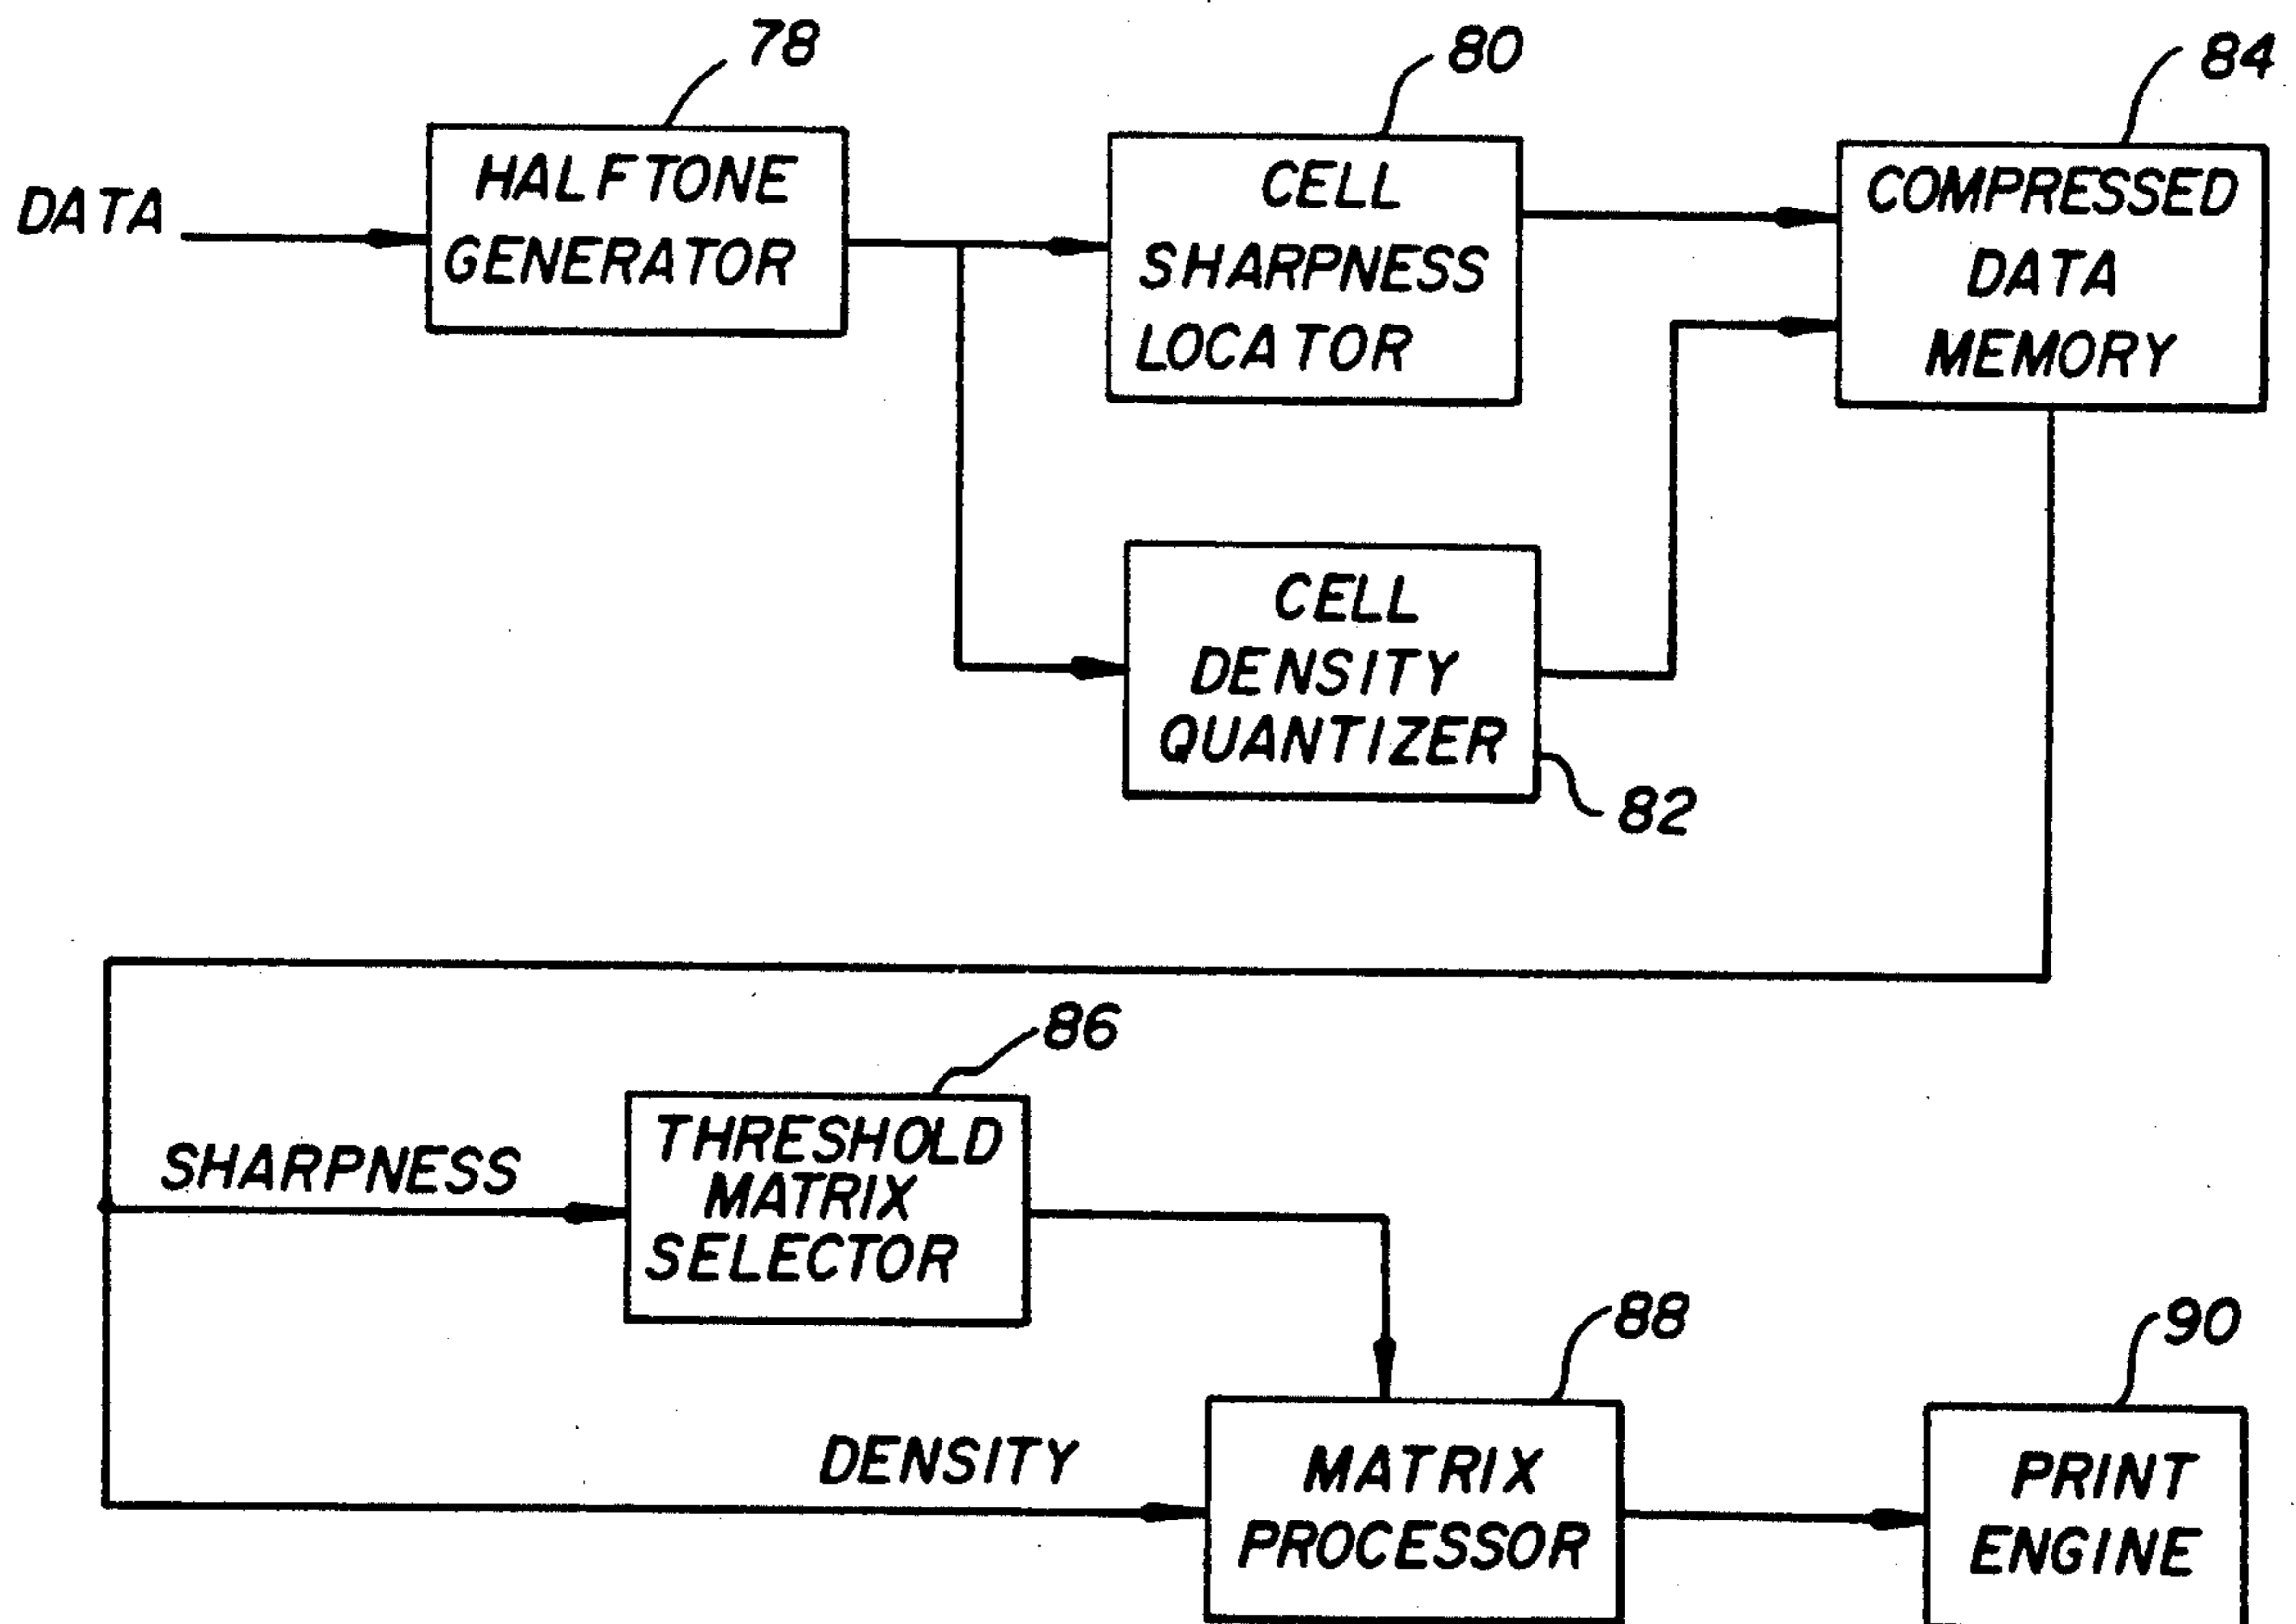 78
80
84
DATA
HALFTONE
GENERATOR
CELL
SHARPNESS
LOCATOR
COMPRESSED
DATA
MEMORY
CELL
DENSITY
QUANTIZER
82
86
SHARPNESS
THRESHOLD
MATRIX
SELECTOR
88
90
DENSITY
MATRIX
PROCESSOR
PRINT
ENGINE